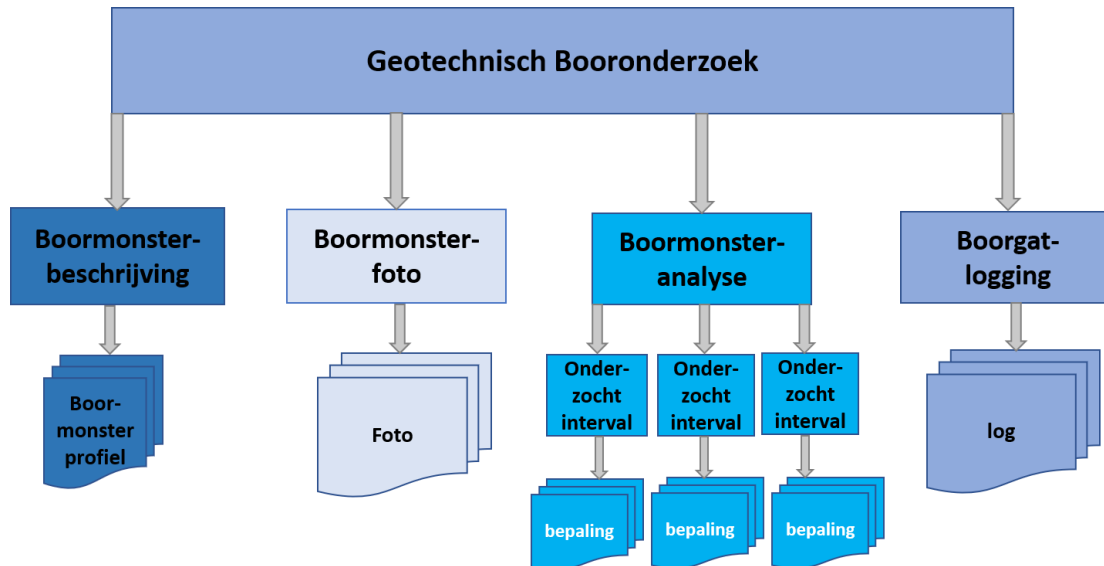 Geotechnisch Booronderzoek
Boormonster-
beschrijving
Boormonster-
foto
Boormonster-
analyse
Boorgat-
logging
Boor-
monster
profiel
Foto
Onder-
zocht
interval
Onder-
zocht
interval
Onder-
zocht
interval
log
bepaling
bepaling
bepaling